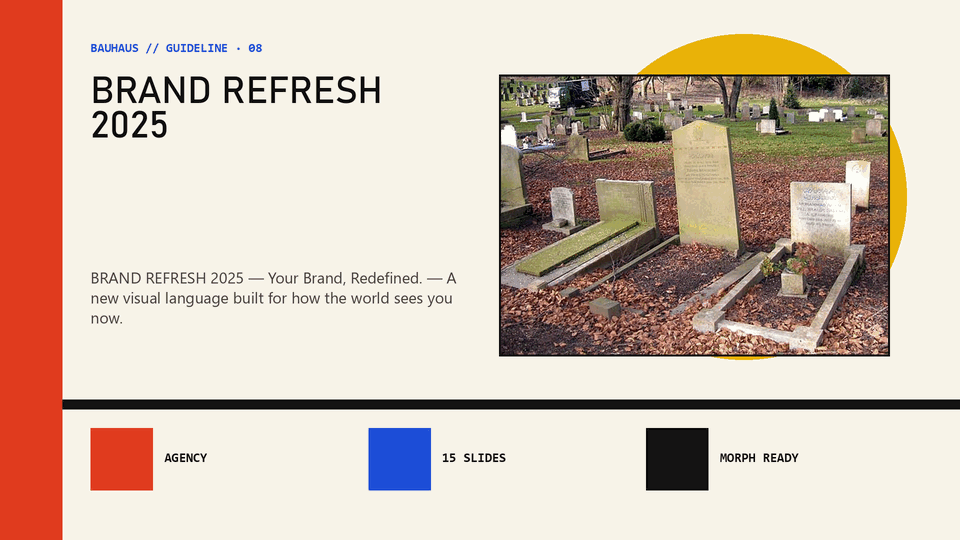 BAUHAUS // GUIDELINE · 08
BRAND REFRESH
2025
BRAND REFRESH 2025 — Your Brand, Redefined. — A
new visual language built for how the world sees you
now.
AGENCY
15 SLIDES
MORPH READY